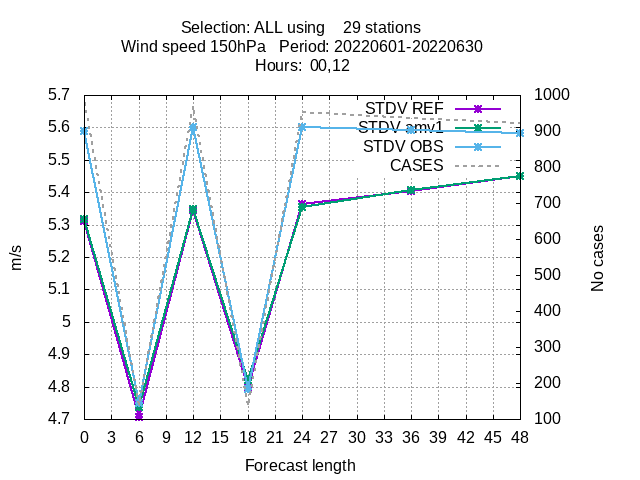 Selection: ALL using 29 stations
Wind speed 150hPa Period: 20220601-20220630
Hours: 00,12
5.7
5.6
5.5
5.4
5.3
5.2
5.1
5
4.9
4.8
4.7
m/s
STDV REF
STDV amv1
STDV OBS
CASES
1000
900
800
700
600
500
400
300
200
100
No cases
0 3 6 9 12 15 18 21 24 27 30 33 36 39 42 45 48
Forecast length